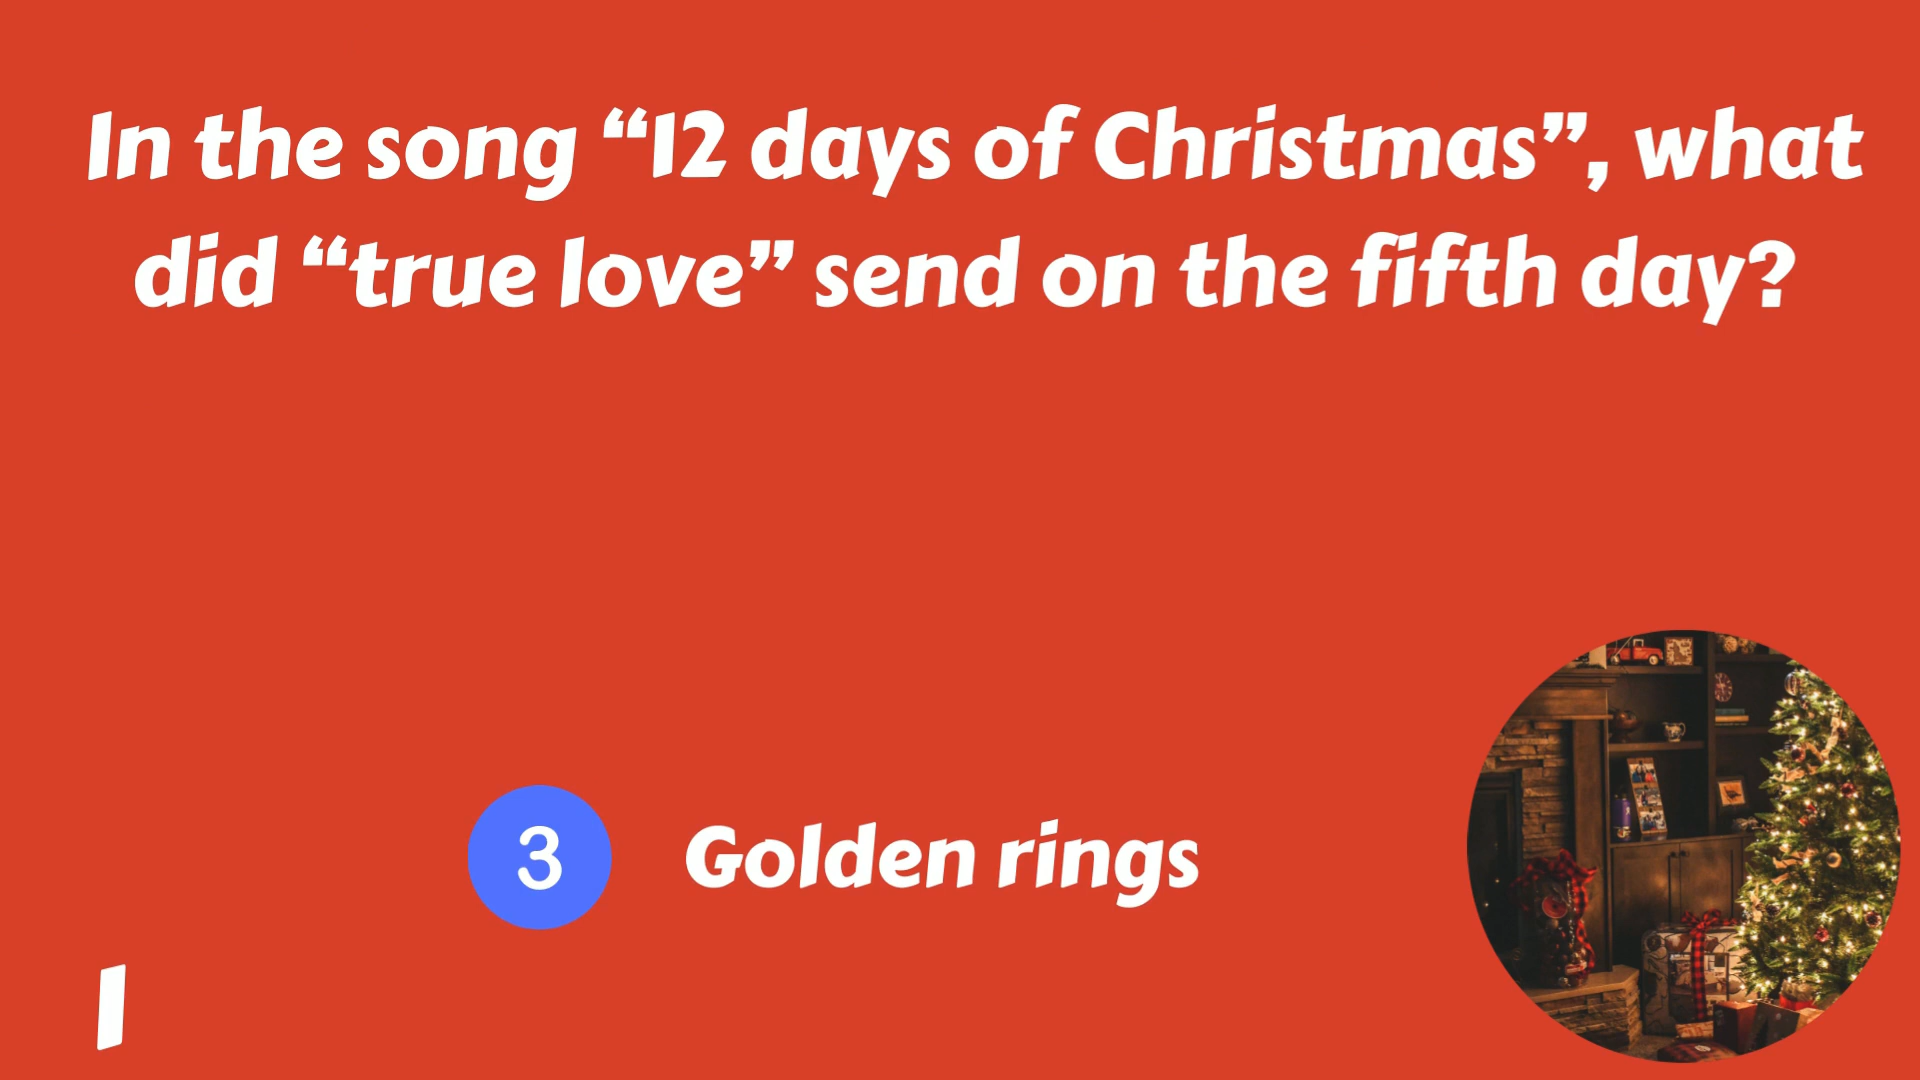 In the song “12 days of Christmas”, what
did “true love” send on the fifth day?
3 Golden rings
1